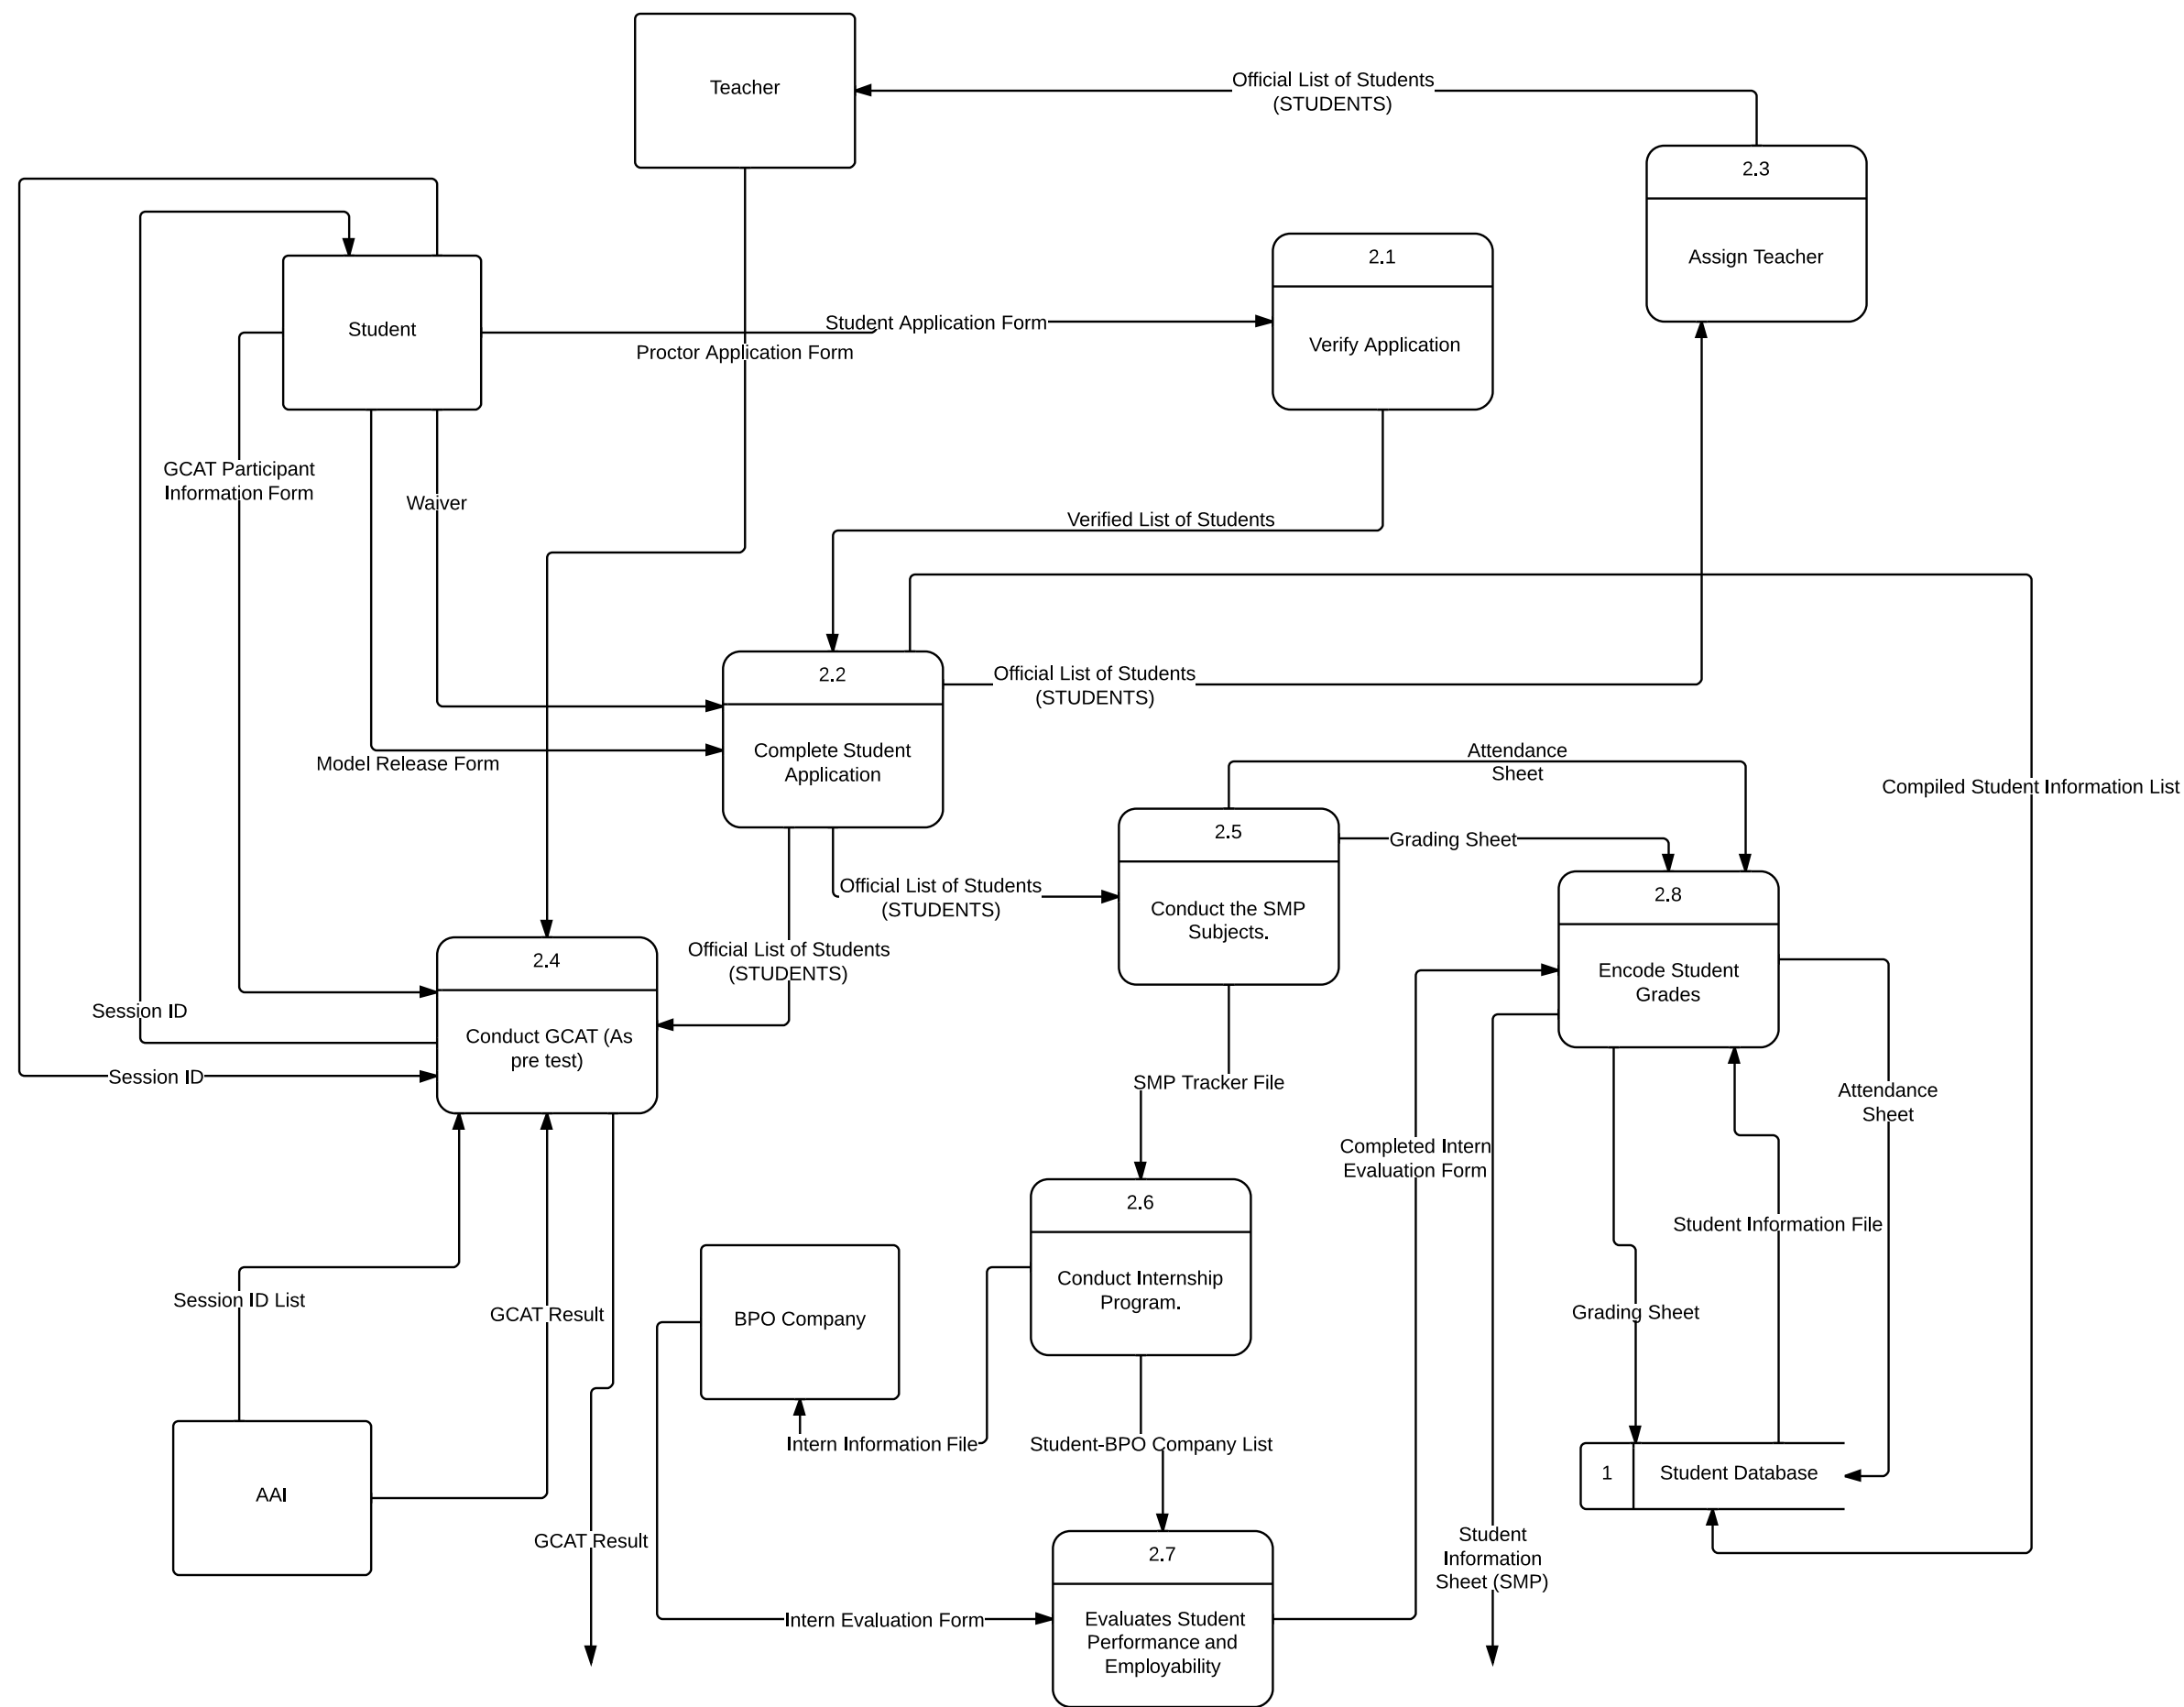 Teacher
Official List of Students
(STUDENTS)
2.3
Assign Teacher
2.1
Verify Application
Student
Student Application Form
Proctor Application Form
GCAT Participant
Information Form
Waiver
Verified List of Students
2.2
Complete Student
Application
Official List of Students
(STUDENTS)
Model Release Form
Attendance
Sheet
Compiled Student Information List
2.5
Conduct the SMP
Subjects.
Grading Sheet
Official List of Students
(STUDENTS)
2.8
Encode Student
Grades
Official List of Students
(STUDENTS)
2.4
Conduct GCAT (As
pre test)
Session ID
Session ID
SMP Tracker File
Attendance
Sheet
Completed Intern
Evaluation Form
2.6
Conduct Internship
Program.
Student Information File
Session ID List
GCAT Result
BPO Company
Grading Sheet
Intern Information File
Student-BPO Company List
1
Student Database
AAI
GCAT Result
Student
Information
Sheet (SMP)
2.7
Evaluates Student
Performance and
Employability
Intern Evaluation Form